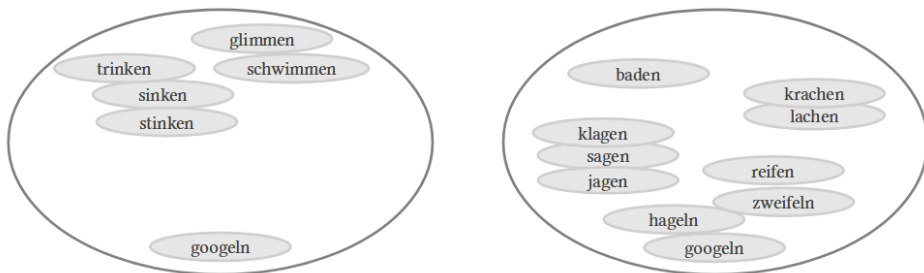 glimmen
trinken
schwimmen
sinken
stinken
googeln
baden
krachen
lachen
klagen
sagen
jagen
reifen
zweifeln
hageln
googeln